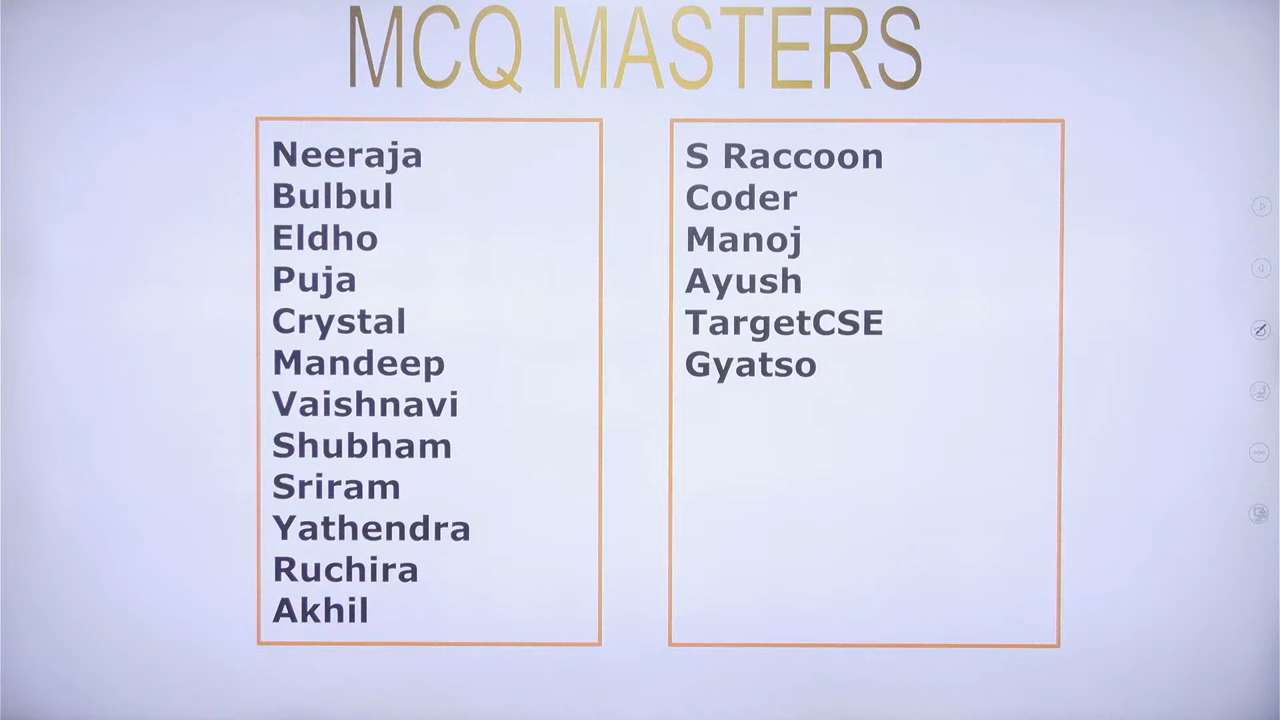 MCQ MASTERS
Neeraja
Bulbul
Eldho
Puja
Crystal
Mandeep
Vaishnavi
Shubham
Sriram
Yathendra
Ruchira
Akhil
S Raccoon
Coder
Manoj
Ayush
TargetCSE
Gyatso